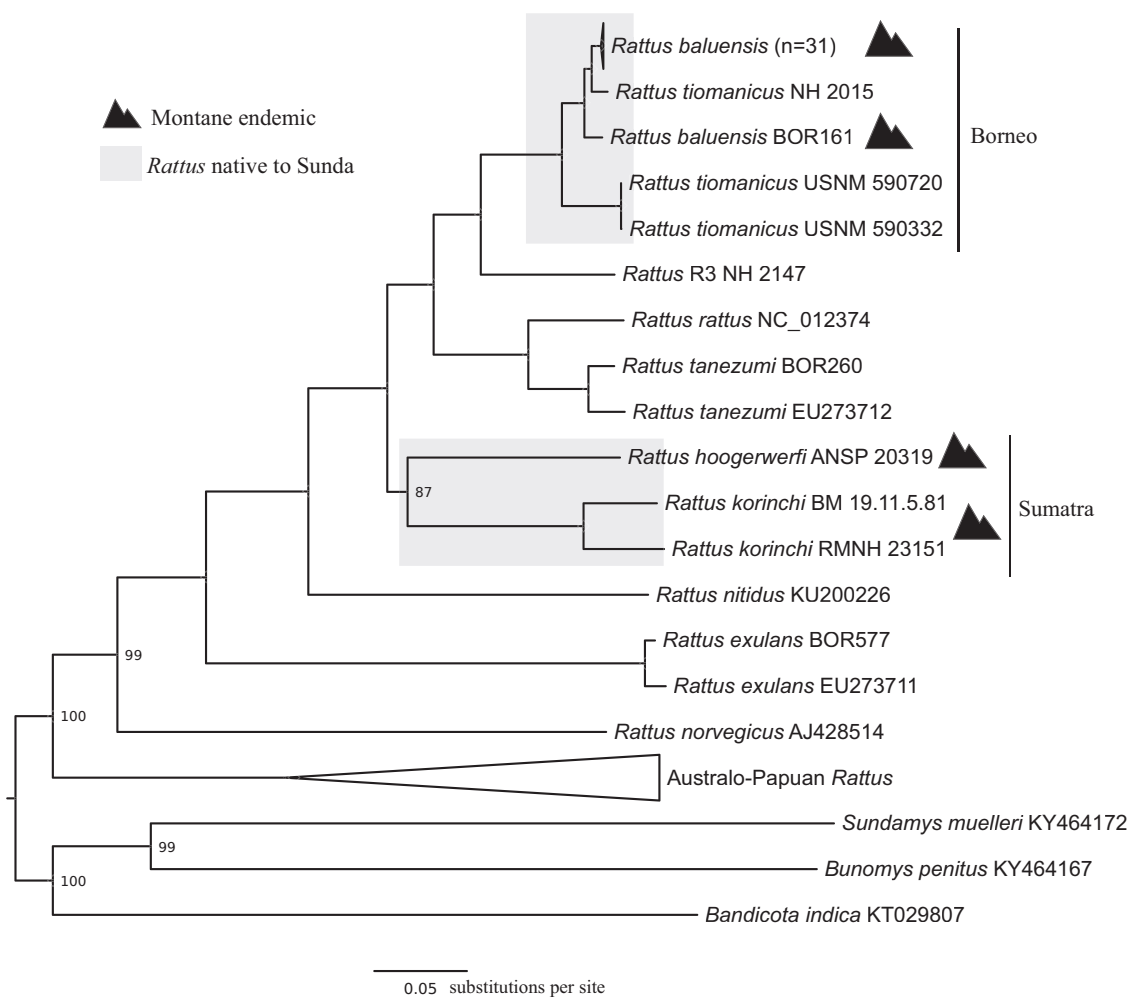 Rattus baluensis (n=31)
Montane endemic
Rattus native to Sunda
Rattus tiomanicus NH 2015
Rattus baluensis BOR161
Borneo
Rattus tiomanicus USNM 590720
Rattus tiomanicus USNM 590332
Rattus R3 NH 2147
Rattus rattus NC_012374
Rattus tanezumi BOR260
Rattus tanezumi EU273712
Rattus hoogerwerfi ANSP 20319
87
Rattus korinchi BM 19.11.5.81
Sumatra
Rattus korinchi RMNH 23151
Rattus nitidus KU200226
Rattus exulans BOR577
99
Rattus exulans EU273711
100
Rattus norvegicus AJ428514
Australo-Papuan Rattus
Sundamys muelleri KY464172
99
Bunomys penitus KY464167
100
Bandicota indica KT029807
0.05 substitutions per site